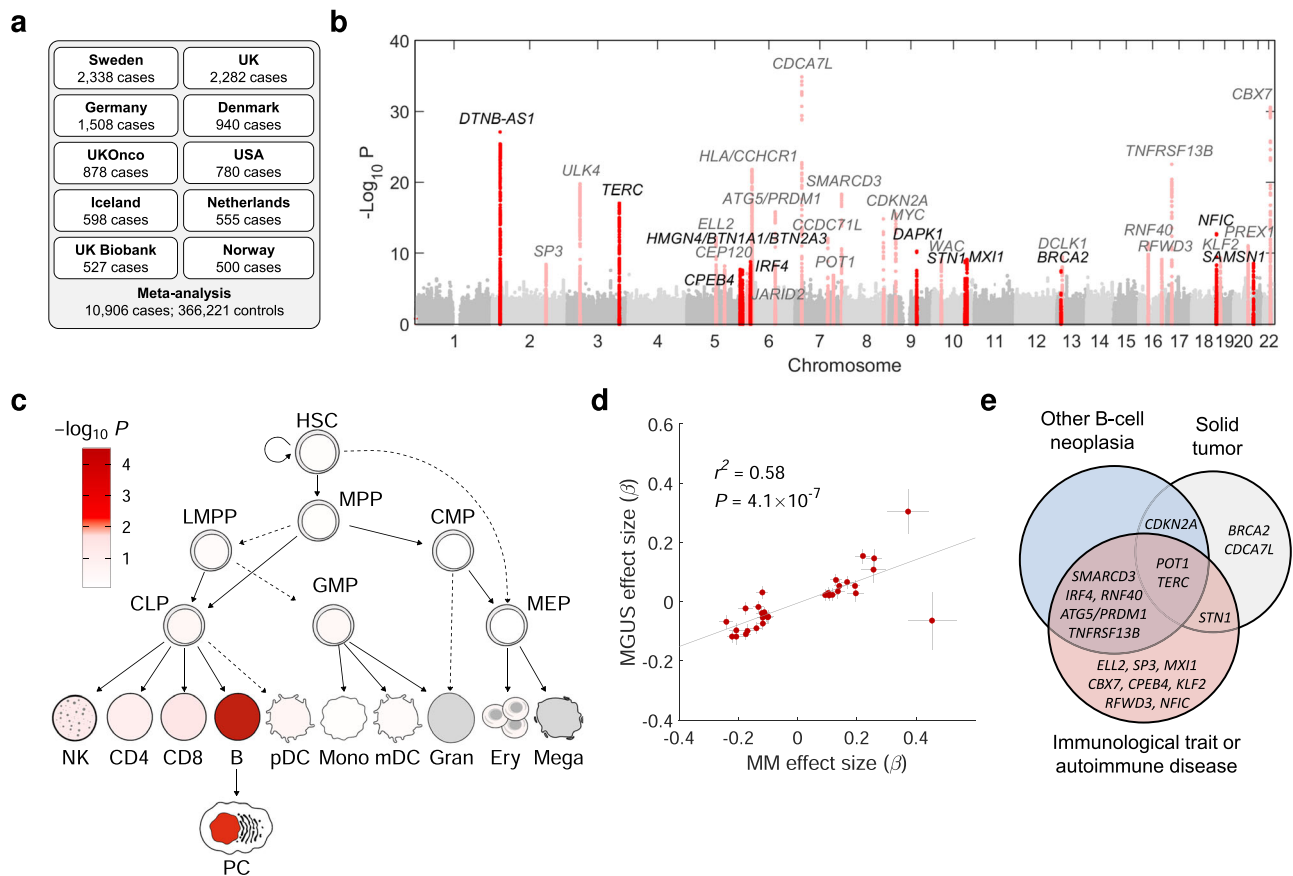 a
Sweden
2,338 cases
UK
2,282 cases
Germany
1,508 cases
Denmark
940 cases
UKOnco
878 cases
USA
780 cases
Iceland
598 cases
Netherlands
555 cases
UK Biobank
527 cases
Norway
500 cases
Meta-analysis
10,906 cases; 366,221 controls
b
40
30
20
10
0
-Log10 P
DTNB-AS1
SP3
ULK4
TERC
ELL2
HMGN4/BTN1A1/BTN2A3
CEP120
CPEB4
HLA/CCHCR1
ATG5/PRDM1
IRF4
JARID2
CDCA7L
SMARCD3
CCDC71L
POT1
CDKN2A
MYC
DAPK1
WAC
STN1
MXI1
DCLK1
BRCA2
TNFRSF13B
RNF40
RFWD3
NFIC
KLF2
PREX1
SAMSN1
CBX7
1 2 3 4 5 6 7 8 9 10 11 12 13 14 15 16 17 18 19 20 22
Chromosome
c
−log10 P
4
3
2
1
HSC
MPP
LMPP
CMP
GMP
CLP
MEP
NK CD4 CD8 B pDC Mono mDC Gran Ery Mega
PC
d
0.6
0.4
0.2
0
-0.2
-0.4
MGUS effect size (β)
r2 = 0.58
P = 4.1×10-7
-0.4 -0.2 0 0.2 0.4 0.6
MM effect size (β)
e
Other B-cell
neoplasia
Solid
tumor
CDKN2A
BRCA2
CDCA7L
POT1
TERC
SMARCD3
IRF4, RNF40
ATG5/PRDM1
TNFRSF13B
STN1
ELL2, SP3, MXI1
CBX7, CPEB4, KLF2
RFWD3, NFIC
Immunological trait or
autoimmune disease